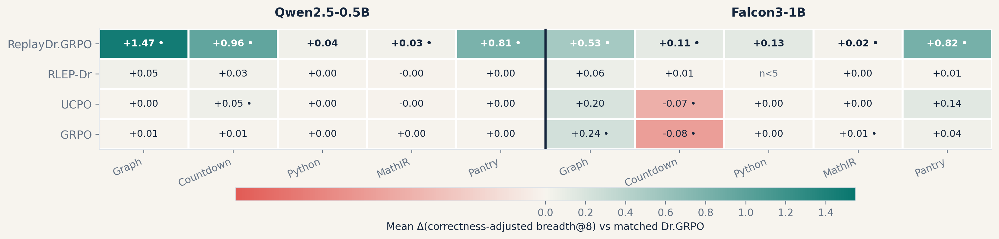 Qwen2.5-0.5B Falcon3-1B
ReplayDr.GRPO +1.47 • +0.96 • +0.04 +0.03 • +0.81 • +0.53 • +0.11 • +0.13 +0.02 • +0.82 •
RLEP-Dr +0.05 +0.03 +0.00 -0.00 +0.00 +0.06 +0.01 n<5 +0.00 +0.01
UCPO +0.00 +0.05 • +0.00 -0.00 +0.00 +0.20 -0.07 • +0.00 +0.00 +0.14
GRPO +0.01 +0.01 +0.00 +0.00 +0.00 +0.24 • -0.08 • +0.00 +0.01 • +0.04
Graph Countdown Python MathIR Pantry Graph Countdown Python MathIR Pantry
0.0 0.2 0.4 0.6 0.8 1.0 1.2 1.4
Mean Δ(correctness-adjusted breadth@8) vs matched Dr.GRPO